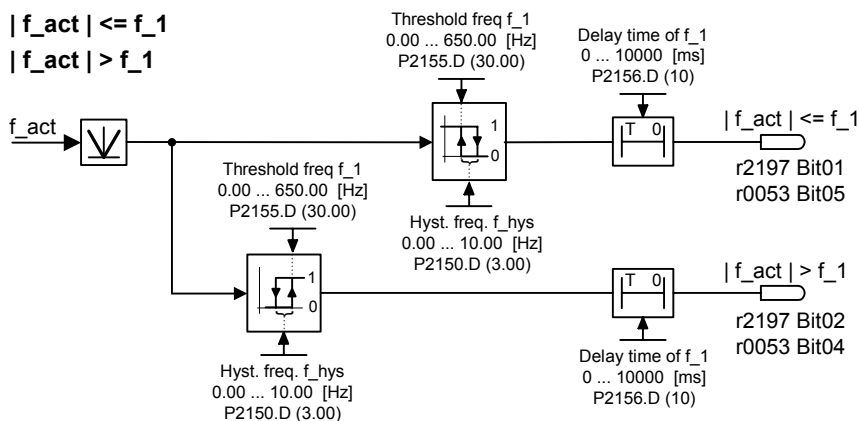 | f_act | <= f_1
| f_act | > f_1
f_act
Threshold freq f_1
0.00 ... 650.00 [Hz]
P2155.D (30.00)
1
0
Hyst. freq. f_hys
0.00 ... 10.00 [Hz]
P2150.D (3.00)
Delay time of f_1
0 ... 10000 [ms]
P2156.D (10)
T 0
| f_act | <= f_1
r2197 Bit01
r0053 Bit05
Threshold freq f_1
0.00 ... 650.00 [Hz]
P2155.D (30.00)
1
0
Hyst. freq. f_hys
0.00 ... 10.00 [Hz]
P2150.D (3.00)
T 0
Delay time of f_1
0 ... 10000 [ms]
P2156.D (10)
| f_act | > f_1
r2197 Bit02
r0053 Bit04